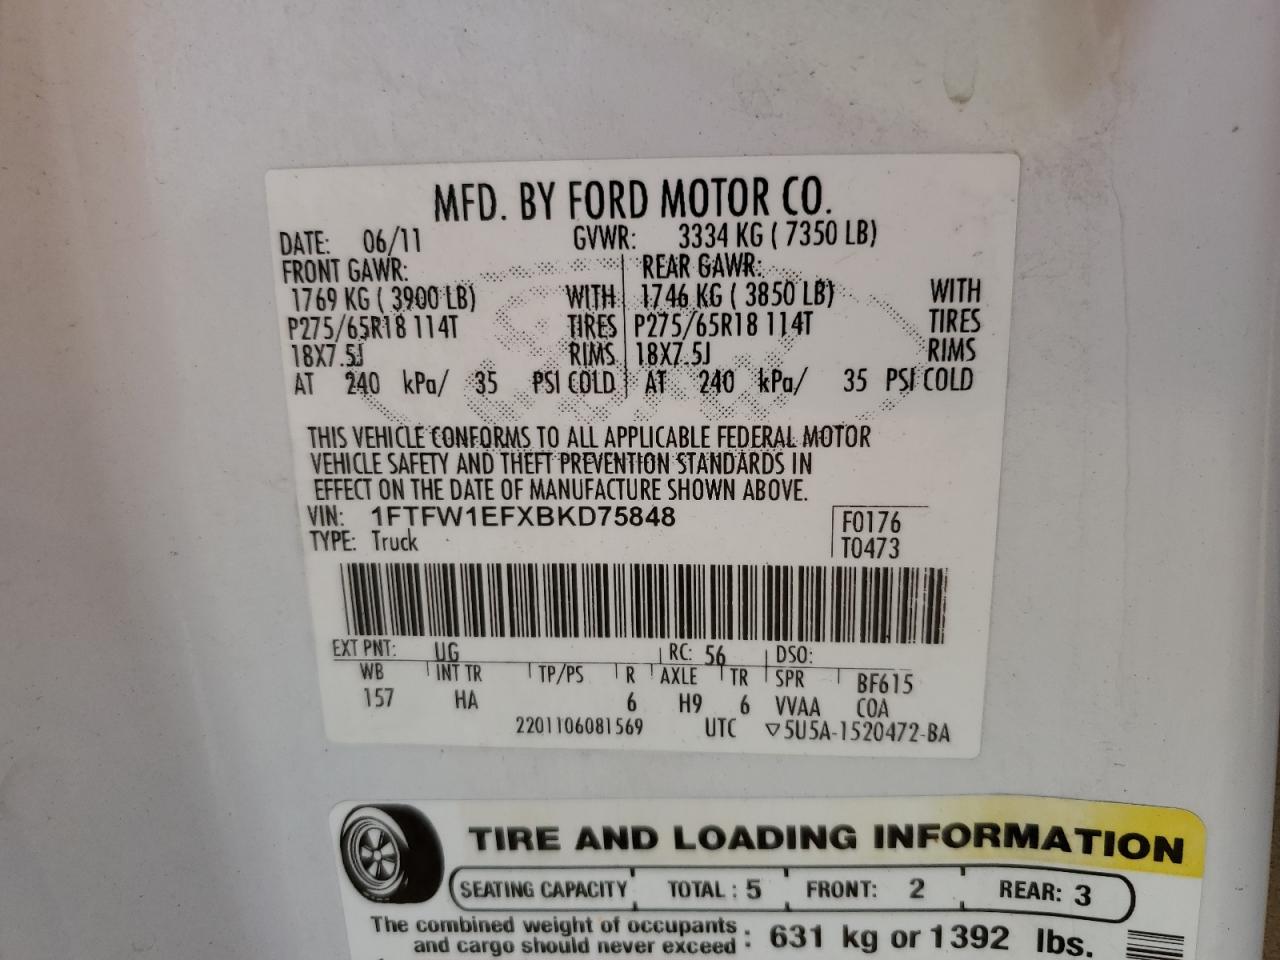 MFD. BY FORD MOTOR CO.
DATE: 06/11 GVWR: 3334 KG ( 7350 LB)
FRONT GAWR: REAR GAWR:
1769 KG ( 3900 LB) WITH 1746 KG ( 3850 LB) WITH
P275/65R18 114T TIRES P275/65R18 114T TIRES
18X7.5J RIMS 18X7.5J RIMS
AT 240 kPa/ 35 PSI COLD AT 240 kPa/ 35 PSI COLD
THIS VEHICLE CONFORMS TO ALL APPLICABLE FEDERAL MOTOR
VEHICLE SAFETY AND THEFT PREVENTION STANDARDS IN
EFFECT ON THE DATE OF MANUFACTURE SHOWN ABOVE.
VIN: 1FTFW1EFXBKD75848 F0176
TYPE: Truck T0473
EXT PNT: UG RC: 56 DSO:
WB INT TR TP/PS R AXLE TR SPR BF615
157 HA 6 H9 6 VVAA COA
2201106081569 UTC ▽5U5A-1520472-BA
TIRE AND LOADING INFORMATION
SEATING CAPACITY TOTAL : 5 FRONT: 2 REAR: 3
The combined weight of occupants
and cargo should never exceed : 631 kg or 1392 lbs.